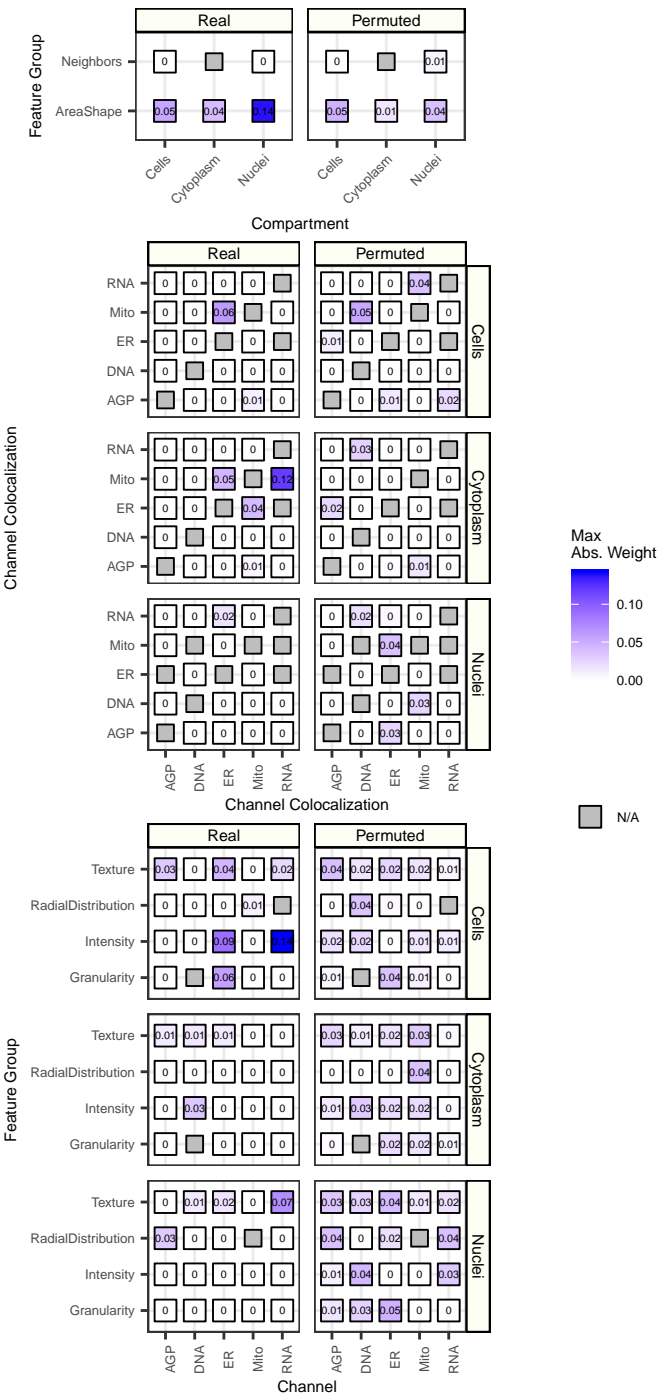 Real Permuted
Feature Group
Neighbors 0 0 0 0.01
AreaShape 0.05 0.04 0.14 0.05 0.01 0.04
Cells Cytoplasm Nuclei Cells Cytoplasm Nuclei
Compartment
Real Permuted
Channel Colocalization
Cells
RNA 0 0 0 0 0 0 0 0.04
Mito 0 0 0.06 0 0 0.05 0 0
ER 0 0 0 0.01 0 0
DNA 0 0 0 0 0 0 0 0
AGP 0 0 0.01 0 0 0.01 0 0.02
Cytoplasm
RNA 0 0 0 0 0 0.03 0 0
Mito 0 0 0.05 0.12 0 0 0 0
ER 0 0 0.04 0.02 0 0
DNA 0 0 0 0 0 0 0 0
AGP 0 0 0.01 0 0 0 0.01 0
Nuclei
RNA 0 0 0.02 0 0 0.02 0 0
Mito 0 0 0 0.04
ER 0 0 0 0
DNA 0 0 0 0 0 0 0.03 0
AGP 0 0 0 0 0 0.03 0 0
AGP DNA ER Mito RNA AGP DNA ER Mito RNA
Channel Colocalization
Max
Abs. Weight
0.10
0.05
0.00
N/A
Real Permuted
Feature Group
Cells
Texture 0.03 0 0.04 0 0.02 0.04 0.02 0.02 0.02 0.01
RadialDistribution 0 0 0 0.01 0 0.04 0 0
Intensity 0 0 0.09 0 0.14 0.02 0.02 0 0.01 0.01
Granularity 0 0.06 0 0 0.01 0.04 0.01 0
Cytoplasm
Texture 0.01 0.01 0.01 0 0 0.03 0.01 0.02 0.03 0
RadialDistribution 0 0 0 0 0 0 0 0 0.04 0
Intensity 0 0.03 0 0 0 0.01 0.03 0.02 0.02 0
Granularity 0 0 0 0 0 0.02 0.02 0.01
Nuclei
Texture 0 0.01 0.02 0 0.07 0.03 0.03 0.04 0.01 0.02
RadialDistribution 0.03 0 0 0 0.04 0 0.02 0.04
Intensity 0 0 0 0 0 0.01 0.04 0 0 0.03
Granularity 0 0 0 0 0 0.01 0.03 0.05 0 0
AGP DNA ER Mito RNA AGP DNA ER Mito RNA
Channel